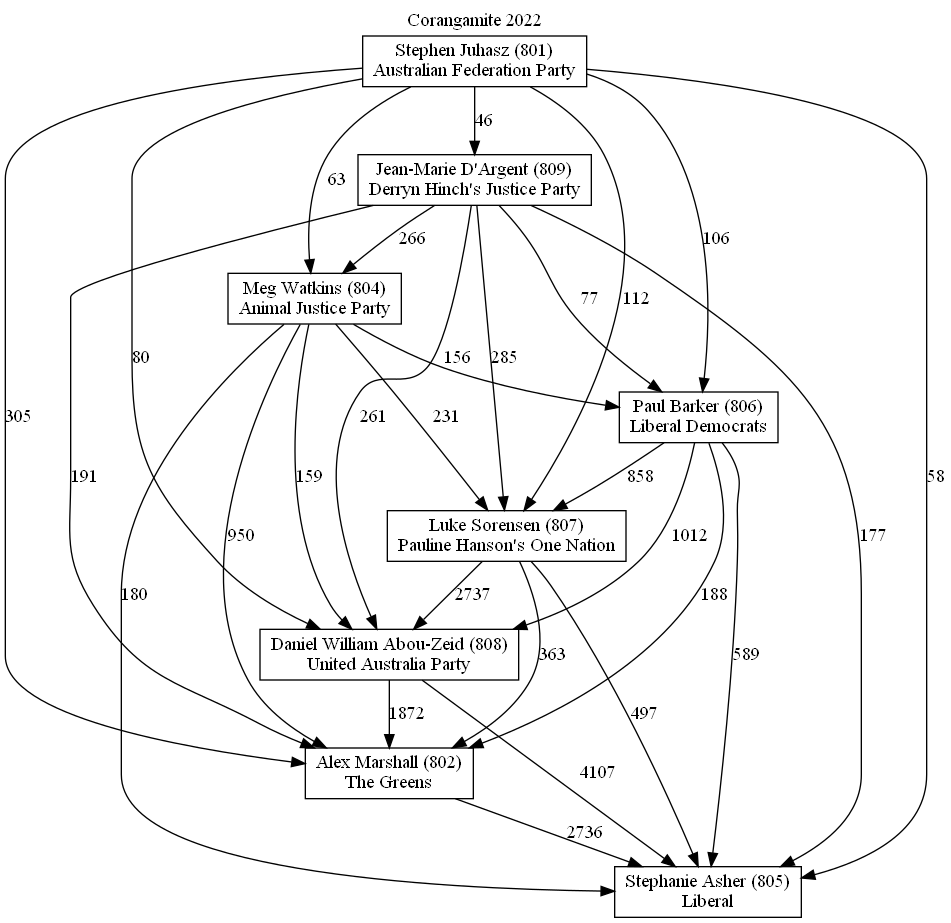 Corangamite 2022
Stephen Juhasz (801)
Australian Federation Party
46
Jean-Marie D'Argent (809)
Derryn Hinch's Justice Party
63
266
106
Meg Watkins (804)
Animal Justice Party
77
112
80
156
285
Paul Barker (806)
Liberal Democrats
305
261
231
191
159
858
58
Luke Sorensen (807)
Pauline Hanson's One Nation
950
1012
177
180
2737
188
Daniel William Abou-Zeid (808)
United Australia Party
363
589
1872
497
Alex Marshall (802)
The Greens
4107
2736
Stephanie Asher (805)
Liberal